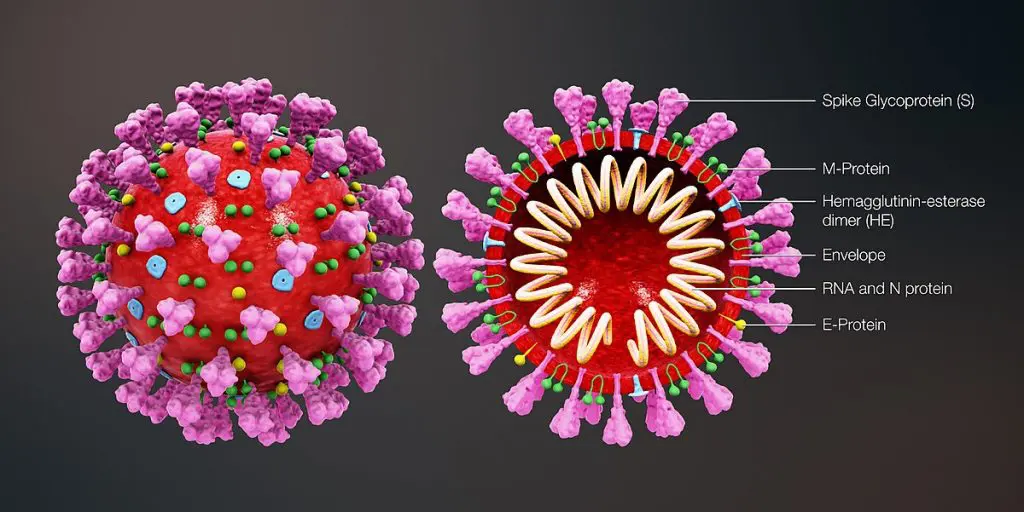 Spike Glycoprotein (S)
M-Protein
Hemagglutinin-esterase
dimer (HE)
Envelope
RNA and N protein
E-Protein